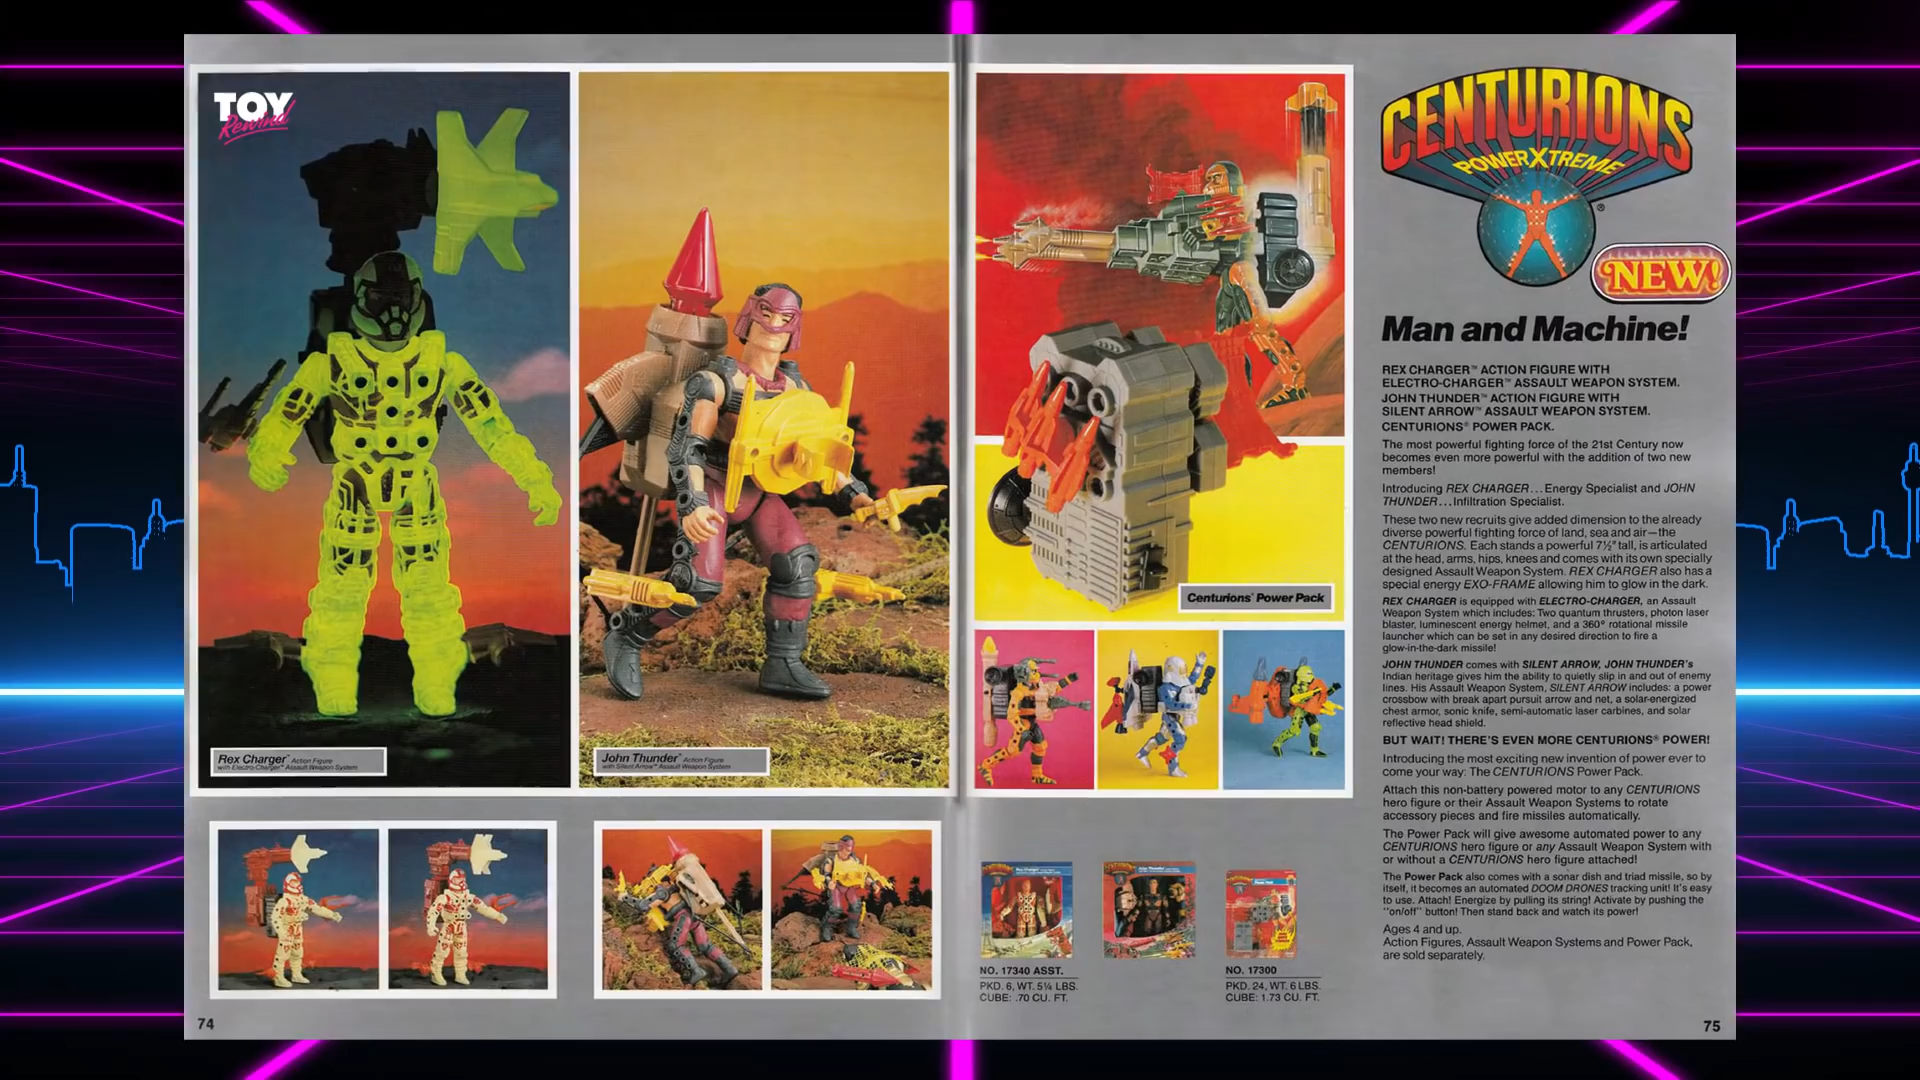 TOY
Rewind
Rex Charger™ Action Figure
with Electro-Charger™ Assault Weapon System
John Thunder™ Action Figure
with Silent Arrow™ Assault Weapon System
Centurions® Power Pack
CENTURIONS
POWERXTREME
®
NEW!
Man and Machine!
REX CHARGER™ ACTION FIGURE WITH
ELECTRO-CHARGER™ ASSAULT WEAPON SYSTEM.
JOHN THUNDER™ ACTION FIGURE WITH
SILENT ARROW™ ASSAULT WEAPON SYSTEM.
CENTURIONS® POWER PACK.
The most powerful fighting force of the 21st Century now
becomes even more powerful with the addition of two new
members!
Introducing REX CHARGER...Energy Specialist and JOHN
THUNDER...Infiltration Specialist.
These two new recruits give added dimension to the already
diverse powerful fighting force of land, sea and air—the
CENTURIONS. Each stands a powerful 7½" tall, is articulated
at the head, arms, hips, knees and comes with its own specially
designed Assault Weapon System. REX CHARGER also has a
special energy EXO-FRAME allowing him to glow in the dark.
REX CHARGER is equipped with ELECTRO-CHARGER, an Assault
Weapon System which includes: Two quantum thrusters, photon laser
blaster, luminescent energy helmet, and a 360° rotational missile
launcher which can be set in any desired direction to fire a
glow-in-the-dark missile!
JOHN THUNDER comes with SILENT ARROW, JOHN THUNDER's
Indian heritage gives him the ability to quietly slip in and out of enemy
lines. His Assault Weapon System, SILENT ARROW includes: a power
crossbow with break apart pursuit arrow and net, a solar-energized
chest armor, sonic knife, semi-automatic laser carbines, and solar
reflective head shield.
BUT WAIT! THERE'S EVEN MORE CENTURIONS® POWER!
Introducing the most exciting new invention of power ever to
come your way: The CENTURIONS Power Pack.
Attach this non-battery powered motor to any CENTURIONS
hero figure or their Assault Weapon Systems to rotate
accessory pieces and fire missiles automatically.
The Power Pack will give awesome automated power to any
CENTURIONS hero figure or any Assault Weapon System with
or without a CENTURIONS hero figure attached!
The Power Pack also comes with a sonar dish and triad missile, so by
itself, it becomes an automated DOOM DRONES tracking unit! It's easy
to use. Attach! Energize by pulling its string! Activate by pushing the
"on/off" button! Then stand back and watch its power!
Ages 4 and up.
Action Figures, Assault Weapon Systems and Power Pack,
are sold separately.
NO. 17340 ASST.
PKD. 6, WT. 5¼ LBS.
CUBE: .70 CU. FT.
NO. 17300
PKD. 24, WT. 6 LBS.
CUBE: 1.73 CU. FT.
74
75